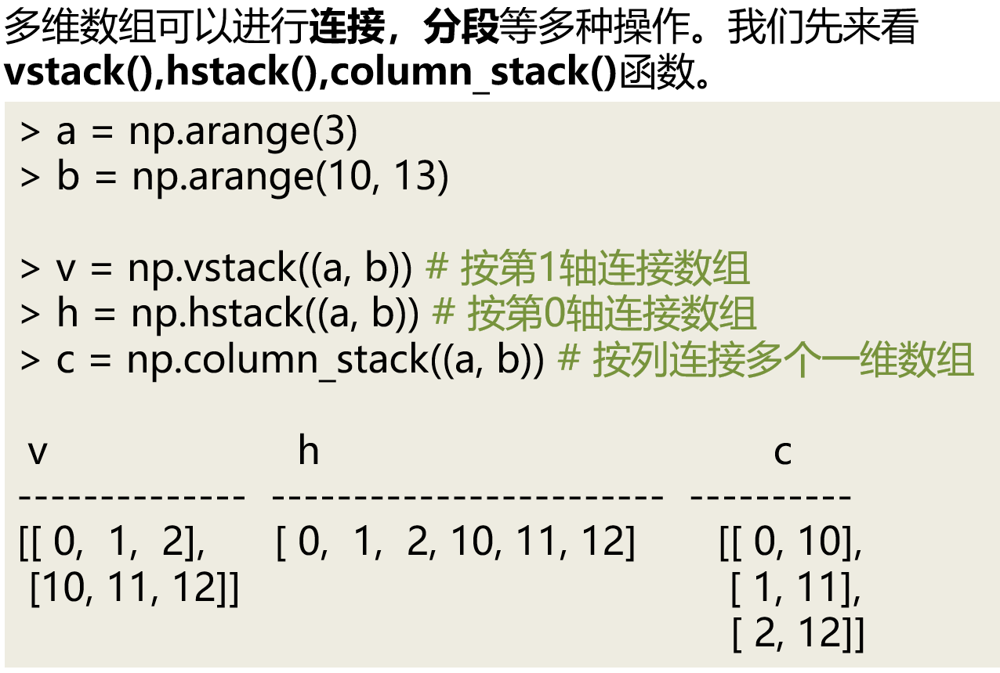 多维数组可以进行连接，分段等多种操作。我们先来看
vstack(),hstack(),column_stack()函数。
> a = np.arange(3)
> b = np.arange(10, 13)
> v = np.vstack((a, b)) # 按第1轴连接数组
> h = np.hstack((a, b)) # 按第0轴连接数组
> c = np.column_stack((a, b)) # 按列连接多个一维数组
v h c
-------------- ------------------------ ----------
[[ 0, 1, 2], [ 0, 1, 2, 10, 11, 12] [[ 0, 10],
[10, 11, 12]] [ 1, 11],
[ 2, 12]]